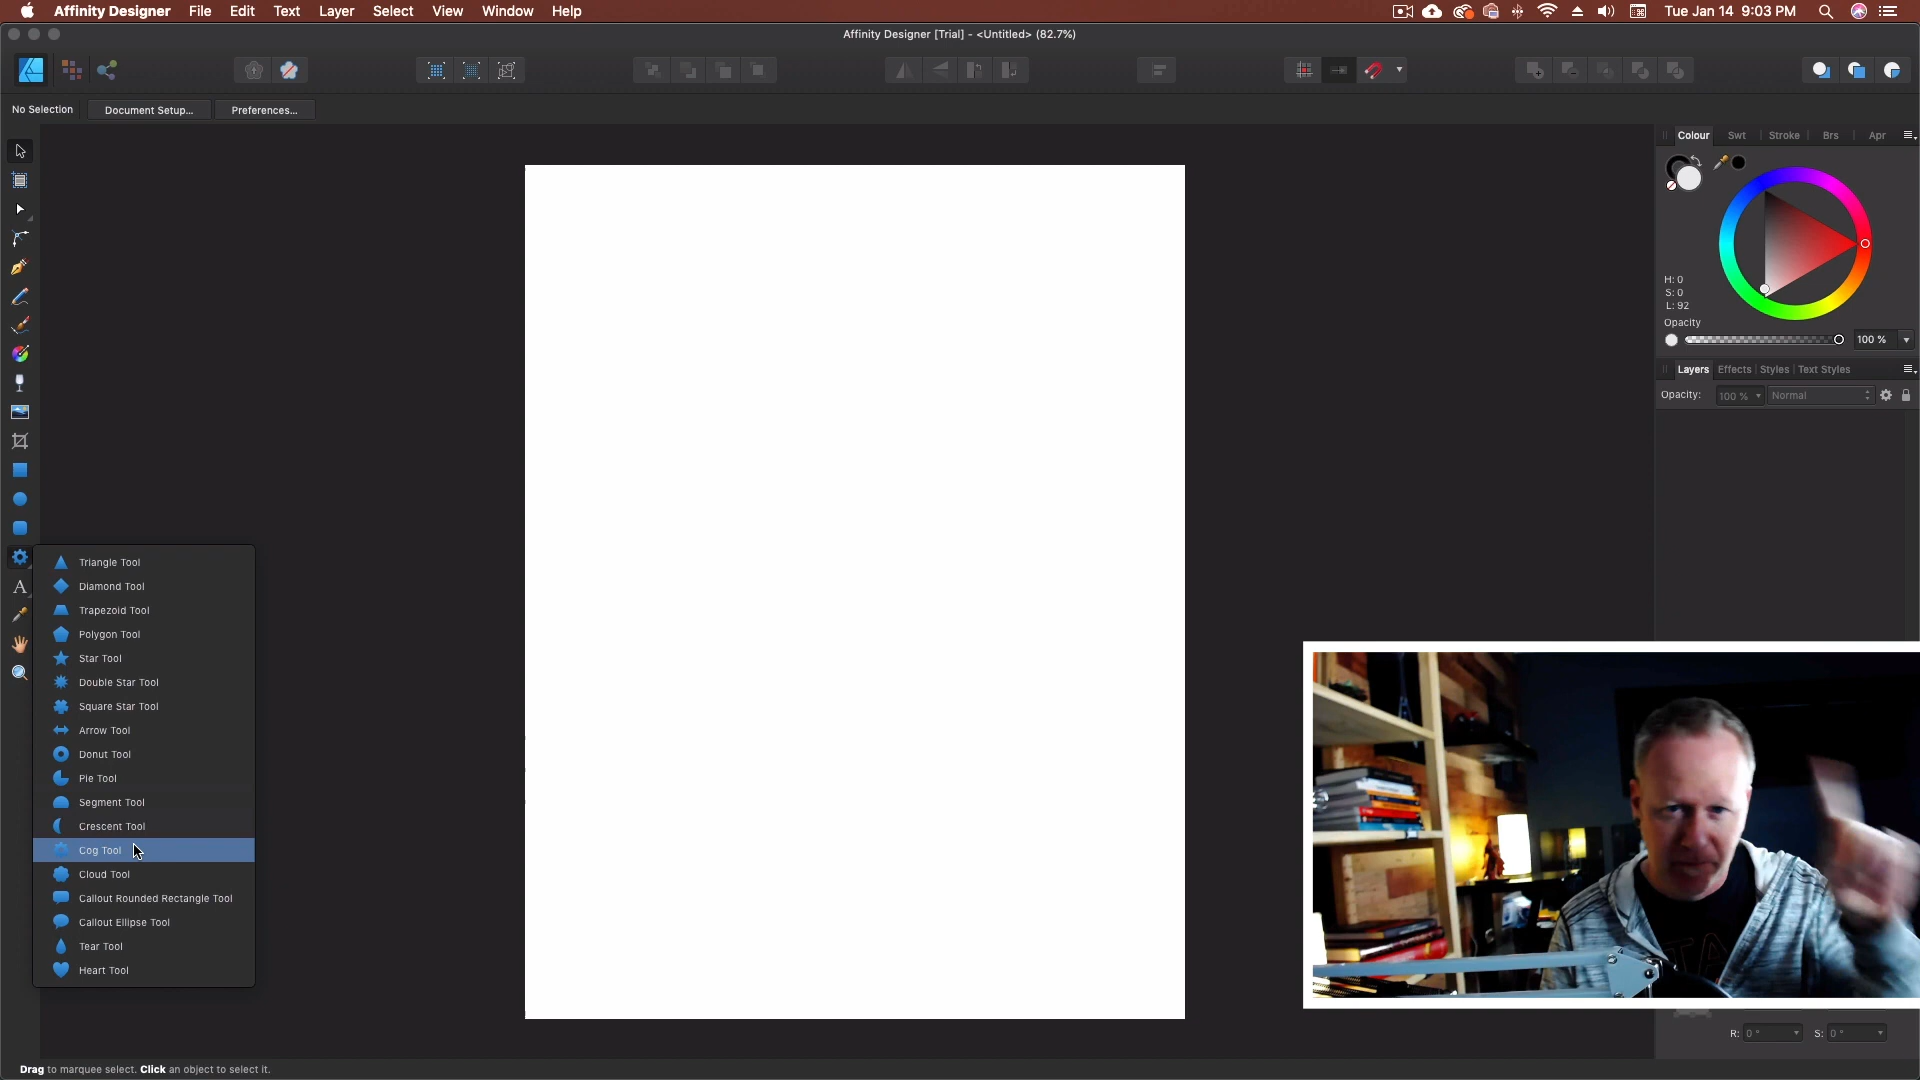 Affinity Designer File Edit Text Layer Select View Window Help Tue Jan 14 9:03 PM
Affinity Designer [Trial] - <Untitled> (82.7%)
No Selection Document Setup... Preferences...
Colour Swt Stroke Brs Apr
H: 0
S: 0
L: 92
Opacity
100 %
Layers Effects Styles Text Styles
Opacity: 100 % Normal
Triangle Tool
Diamond Tool
Trapezoid Tool
Polygon Tool
Star Tool
Double Star Tool
Square Star Tool
Arrow Tool
Donut Tool
Pie Tool
Segment Tool
Crescent Tool
Cog Tool
Cloud Tool
Callout Rounded Rectangle Tool
Callout Ellipse Tool
Tear Tool
Heart Tool
R: 0 ° S: 0 °
Drag to marquee select. Click an object to select it.